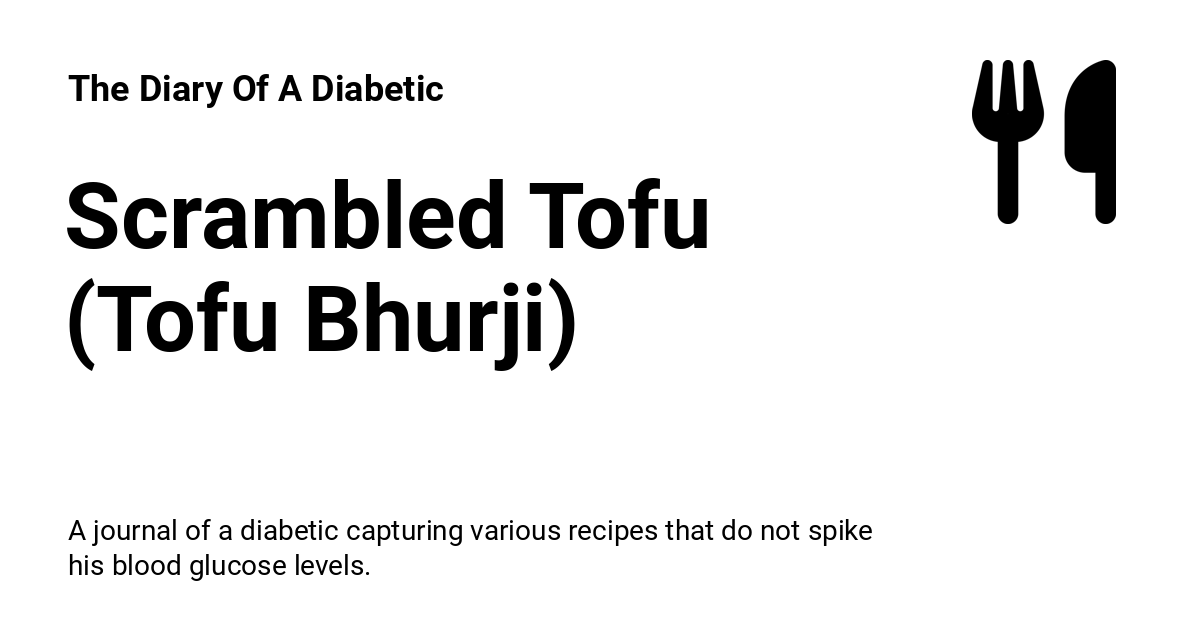 The Diary Of A Diabetic
Scrambled Tofu
(Tofu Bhurji)
A journal of a diabetic capturing various recipes that do not spike
his blood glucose levels.